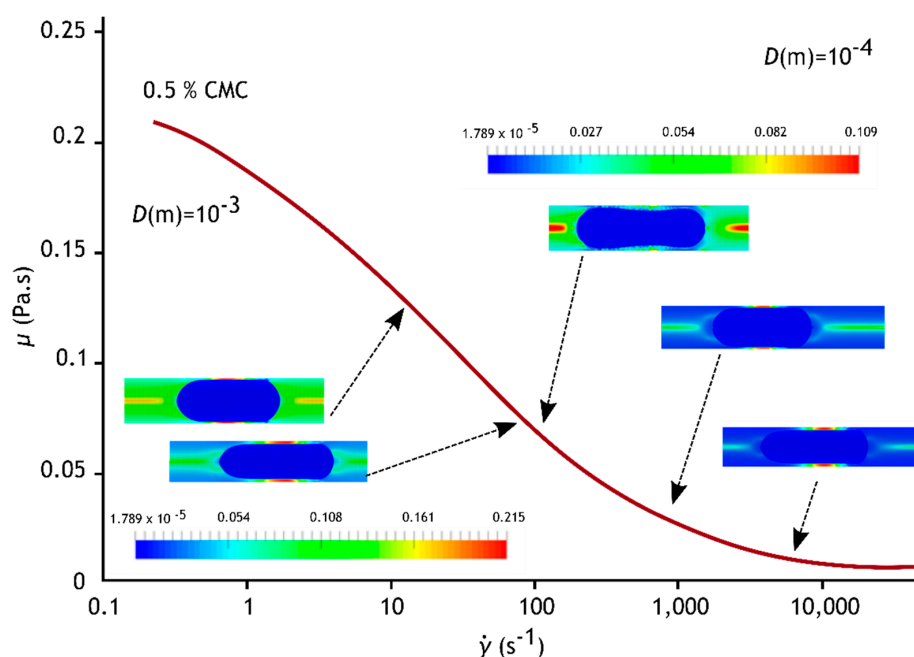 0.25
D(m)=10⁻⁴
0.5 % CMC
1.789 x 10⁻⁵ 0.027 0.054 0.082 0.109
0.2
D(m)=10⁻³
0.15
μ (Pa.s)
0.1
0.05
1.789 x 10⁻⁵ 0.054 0.108 0.161 0.215
0
0.1 1 10 100 1,000 10,000
γ̇ (s⁻¹)